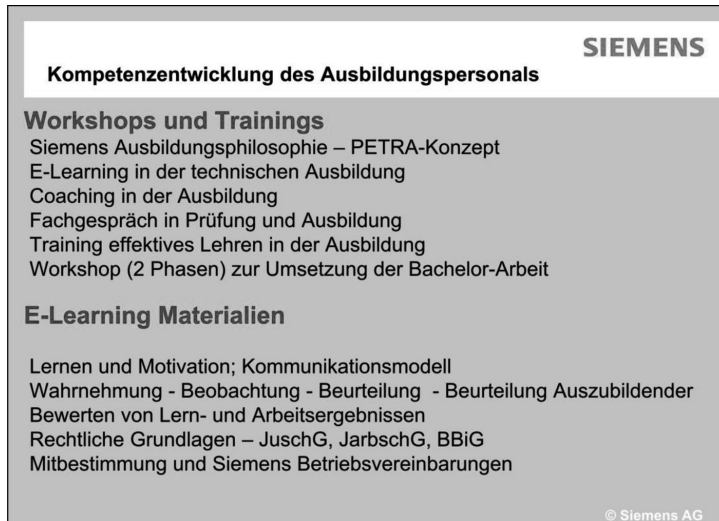 SIEMENS
Kompetenzentwicklung des Ausbildungspersonals
Workshops und Trainings
Siemens Ausbildungsphilosophie – PETRA-Konzept
E-Learning in der technischen Ausbildung
Coaching in der Ausbildung
Fachgespräch in Prüfung und Ausbildung
Training effektives Lehren in der Ausbildung
Workshop (2 Phasen) zur Umsetzung der Bachelor-Arbeit
E-Learning Materialien
Lernen und Motivation; Kommunikationsmodell
Wahrnehmung - Beobachtung - Beurteilung - Beurteilung Auszubildender
Bewerten von Lern- und Arbeitsergebnissen
Rechtliche Grundlagen – JuschG, JarbschG, BBiG
Mitbestimmung und Siemens Betriebsvereinbarungen
© Siemens AG